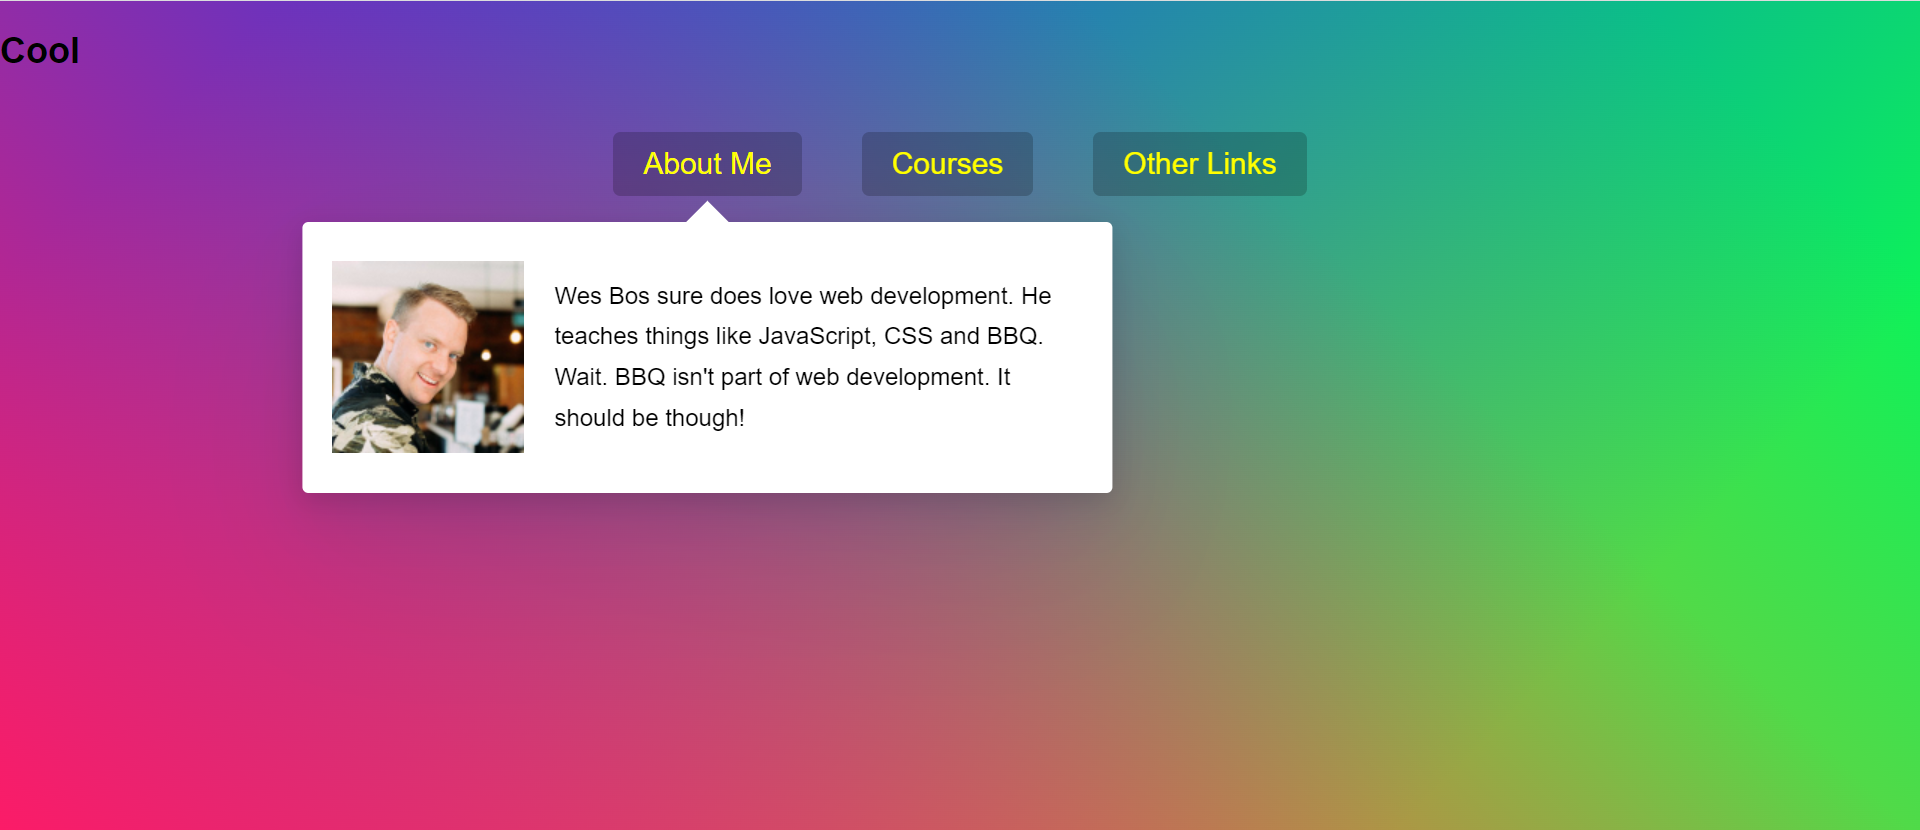 Cool
About Me
Courses
Other Links
Wes Bos sure does love web development. He
teaches things like JavaScript, CSS and BBQ.
Wait. BBQ isn't part of web development. It
should be though!